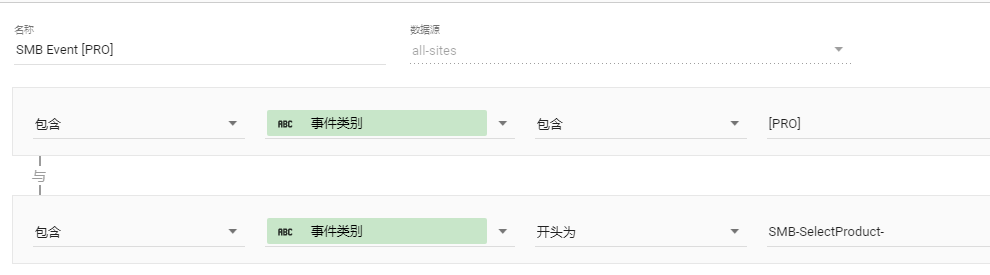 名称 数据源
SMB Event [PRO] all-sites
包含 ABC 事件类别 包含 [PRO]
与
包含 ABC 事件类别 开头为 SMB-SelectProduct-